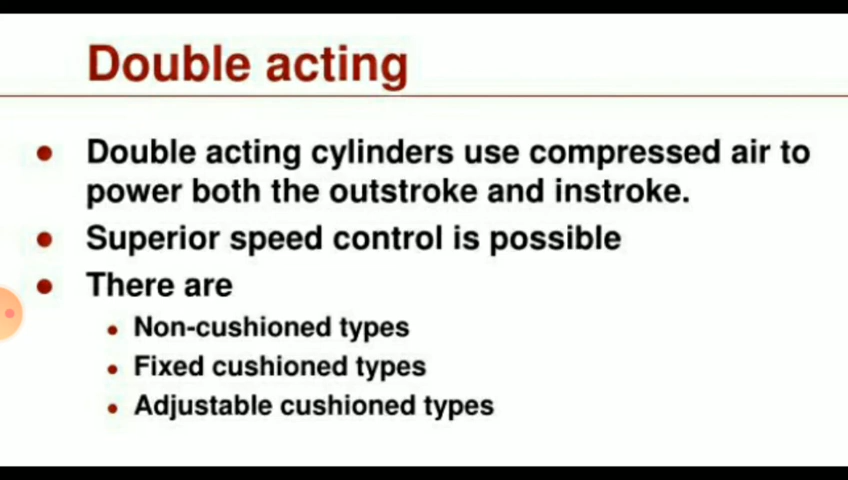 Double acting
Double acting cylinders use compressed air to
power both the outstroke and instroke.
Superior speed control is possible
There are
Non-cushioned types
Fixed cushioned types
Adjustable cushioned types